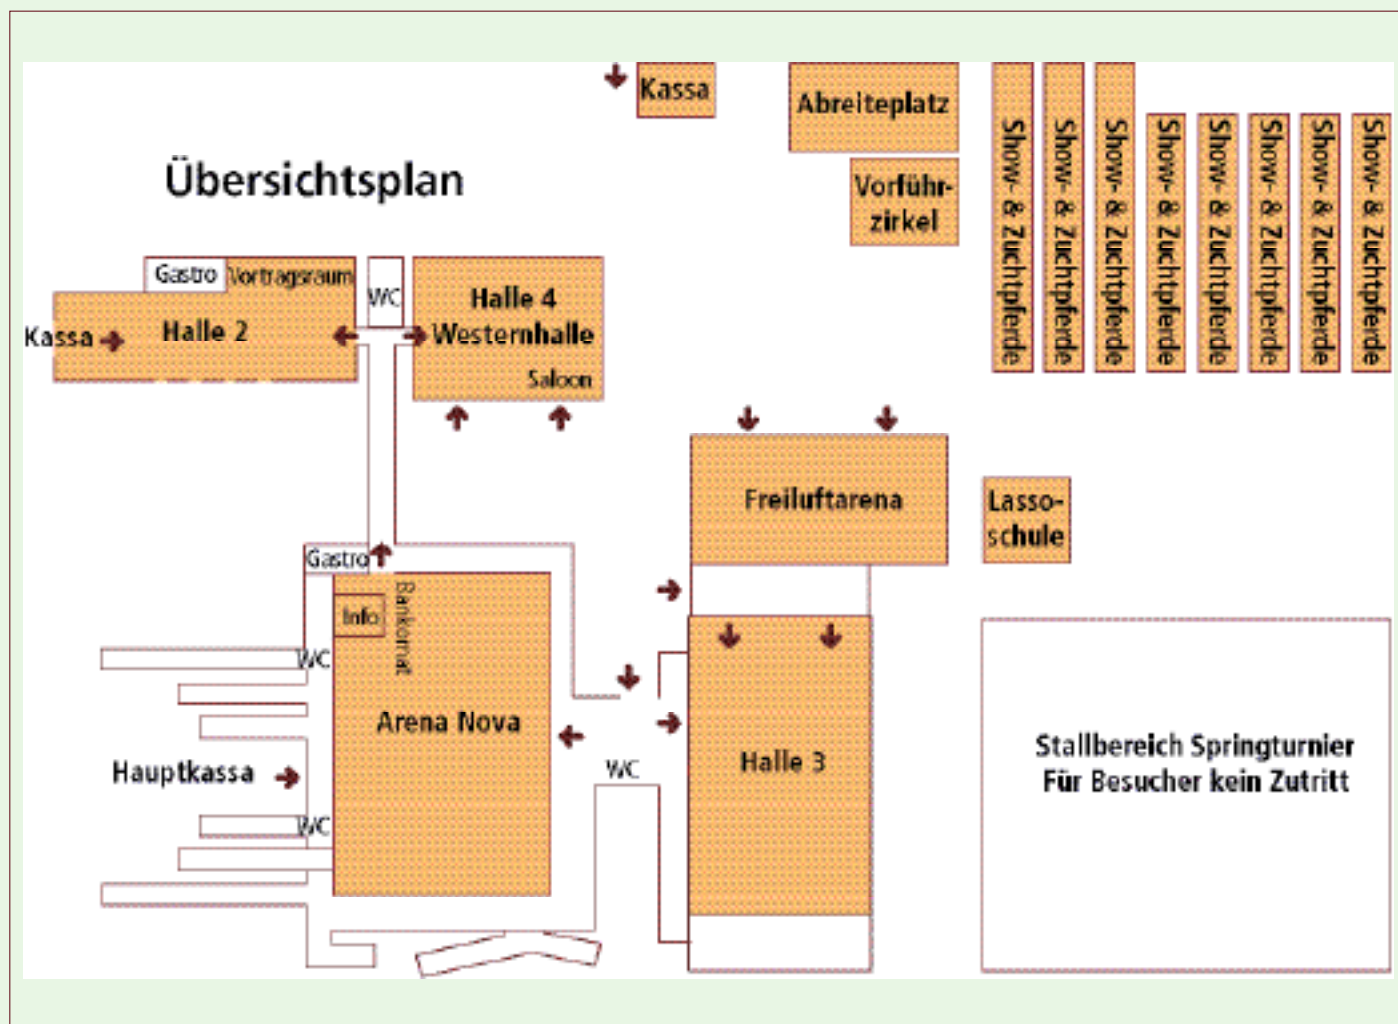 Kassa
Abreiteplatz
Show- & Zuchtpferde
Show- & Zuchtpferde
Show- & Zuchtpferde
Show- & Zuchtpferde
Show- & Zuchtpferde
Show- & Zuchtpferde
Show- & Zuchtpferde
Show- & Zuchtpferde
Übersichtsplan
Vorführ-
zirkel
Gastro
Vortragsraum
WC
Halle 4
Westernhalle
Saloon
Kassa
Halle 2
Freiluftarena
Lasso-
schule
Gastro
Info
Bankomat
WC
Arena Nova
Hauptkassa
WC
WC
Halle 3
Stallbereich Springturnier
Für Besucher kein Zutritt